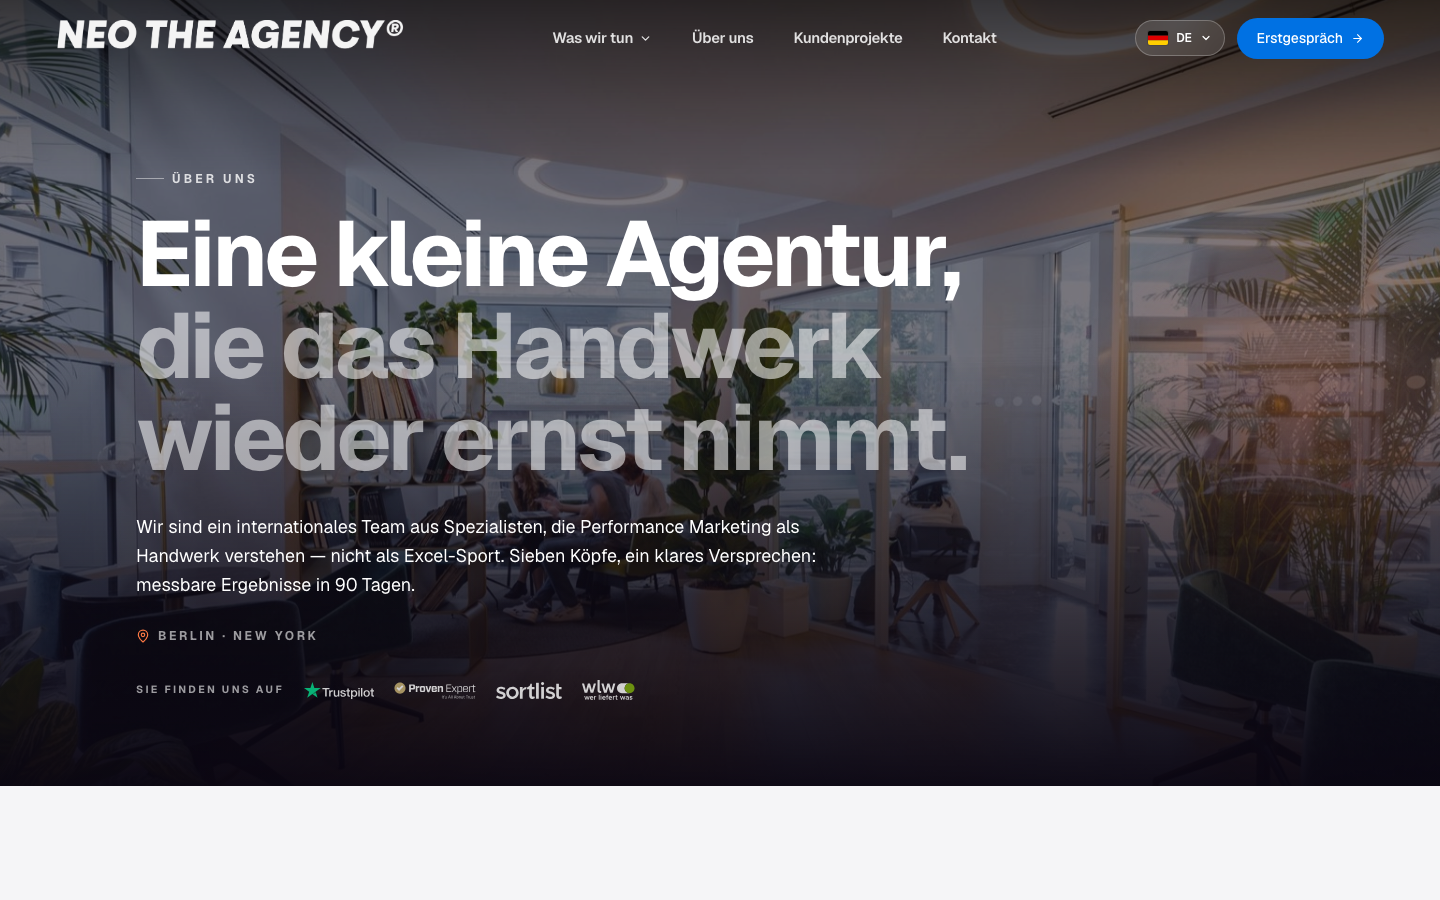 NEO THE AGENCY®
Was wir tun
Über uns
Kundenprojekte
Kontakt
DE
Erstgespräch
ÜBER UNS
Eine kleine Agentur,
die das Handwerk
wieder ernst nimmt.
Wir sind ein internationales Team aus Spezialisten, die Performance Marketing als
Handwerk verstehen — nicht als Excel-Sport. Sieben Köpfe, ein klares Versprechen:
messbare Ergebnisse in 90 Tagen.
BERLIN · NEW YORK
SIE FINDEN UNS AUF
Trustpilot
ProvenExpert
sortlist
wlw
wer liefert was